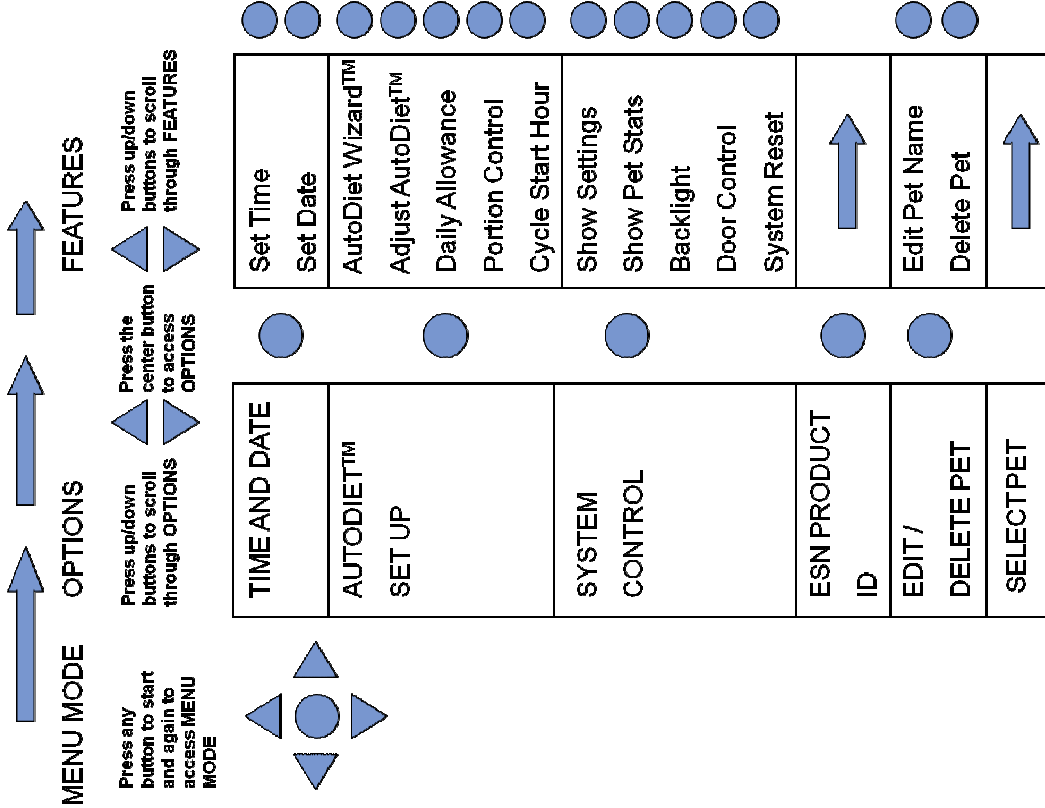 MENU MODE
OPTIONS
FEATURES
Press any
button to start
and again to
access MENU
MODE
Press up/down
buttons to scroll
through OPTIONS
Press the
center button
to access
OPTIONS
Press up/down
buttons to scroll
through FEATURES
TIME AND DATE
Set Time
Set Date
AUTODIET™
SET UP
AutoDiet Wizard™
Adjust AutoDiet™
Daily Allowance
Portion Control
Cycle Start Hour
SYSTEM
CONTROL
Show Settings
Show Pet Stats
Backlight
Door Control
System Reset
ESN PRODUCT
ID
EDIT /
DELETE PET
Edit Pet Name
Delete Pet
SELECT PET